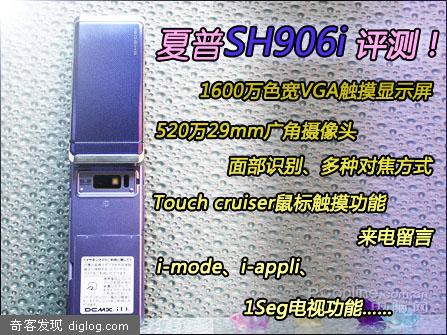 夏普SH906i 评测！
1600万色宽VGA触摸显示屏
520万29mm广角摄像头
面部识别、多种对焦方式
Touch cruiser鼠标触摸功能
来电留言
i-mode、i-appli、
1Seg电视功能……
DCMX iD
奇客发现 diglog.com